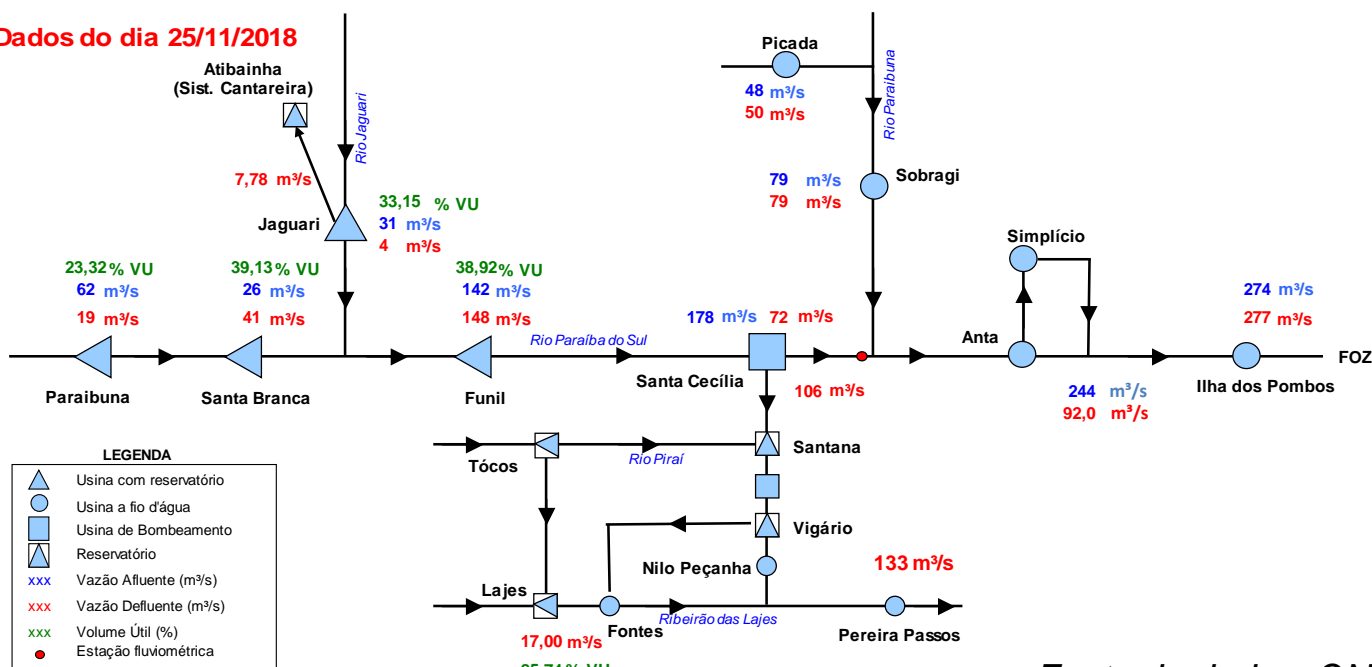 Dados do dia 25/11/2018
Atibainha
(Sist. Cantareira)
Rio Jaguari
7,78 m³/s
Jaguari
33,15 % VU
31 m³/s
4 m³/s
Picada
48 m³/s
50 m³/s
Rio Paraibuna
79 m³/s
79 m³/s
Sobragi
23,32 % VU
62 m³/s
19 m³/s
Paraibuna
39,13 % VU
26 m³/s
41 m³/s
Santa Branca
38,92 % VU
142 m³/s
148 m³/s
Funil
Rio Paraíba do Sul
178 m³/s 72 m³/s
Santa Cecília
106 m³/s
Simplício
Anta
244 m³/s
92,0 m³/s
274 m³/s
277 m³/s
Ilha dos Pombos
FOZ
Tócos
Rio Piraí
Santana
Vigário
Nilo Peçanha
133 m³/s
Lajes
Fontes
Ribeirão das Lajes
Pereira Passos
17,00 m³/s
LEGENDA
Usina com reservatório
Usina a fio d'água
Usina de Bombeamento
Reservatório
xxx Vazão Afluente (m³/s)
xxx Vazão Defluente (m³/s)
xxx Volume Útil (%)
Estação fluviométrica